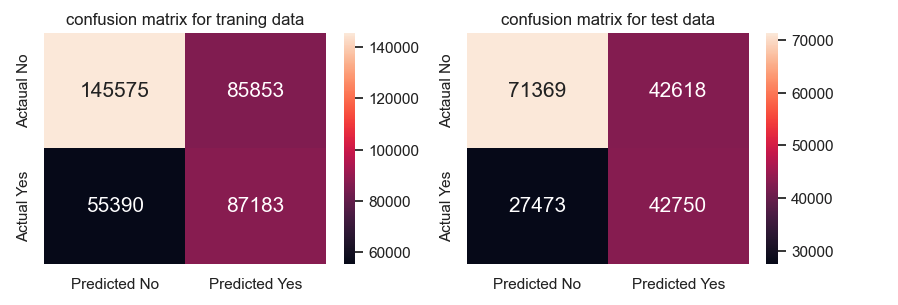 confusion matrix for traning data
Actaual No
145575
85853
Actual Yes
55390
87183
Predicted No
Predicted Yes
140000
120000
100000
80000
60000
confusion matrix for test data
Actaual No
71369
42618
Actual Yes
27473
42750
Predicted No
Predicted Yes
70000
60000
50000
40000
30000